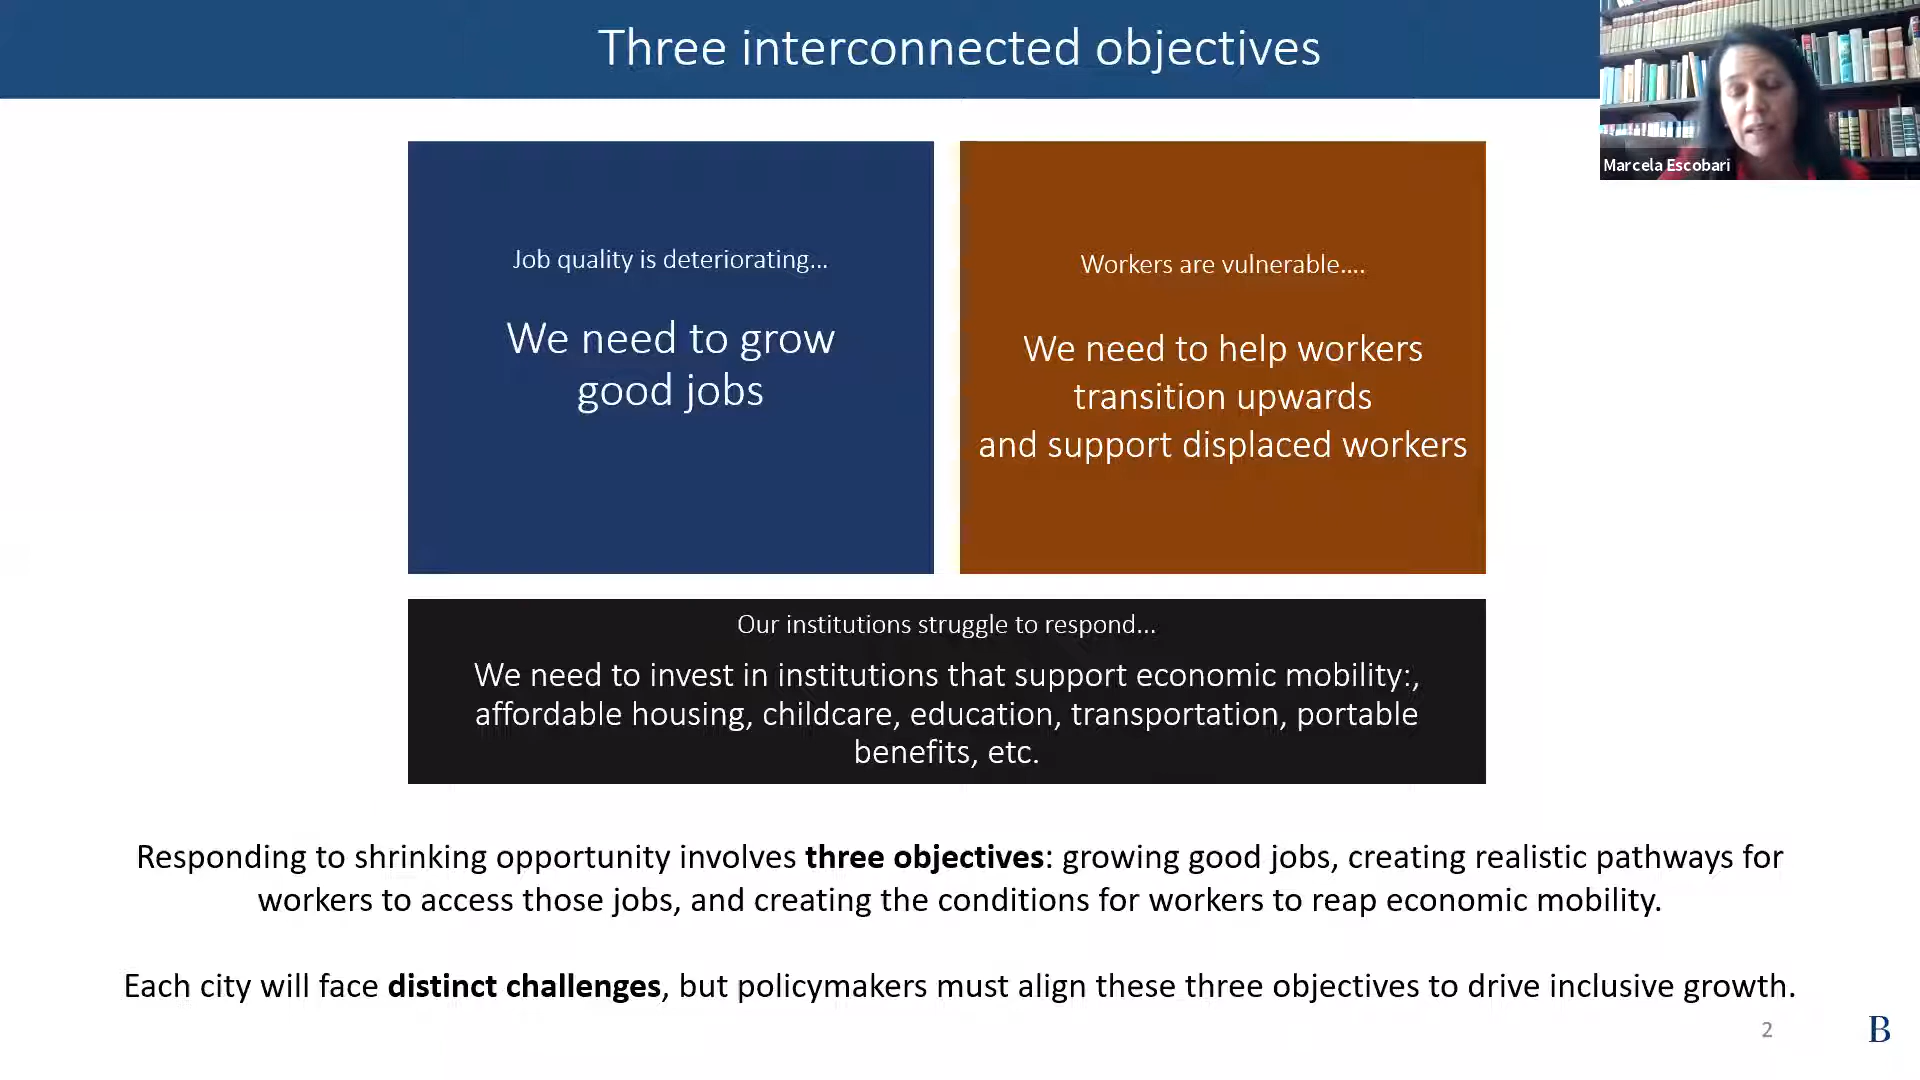 Three interconnected objectives
Marcela Escobari
Job quality is deteriorating...
We need to grow
good jobs
Workers are vulnerable....
We need to help workers
transition upwards
and support displaced workers
Our institutions struggle to respond...
We need to invest in institutions that support economic mobility:,
affordable housing, childcare, education, transportation, portable
benefits, etc.
Responding to shrinking opportunity involves three objectives: growing good jobs, creating realistic pathways for
workers to access those jobs, and creating the conditions for workers to reap economic mobility.
Each city will face distinct challenges, but policymakers must align these three objectives to drive inclusive growth.
2
B